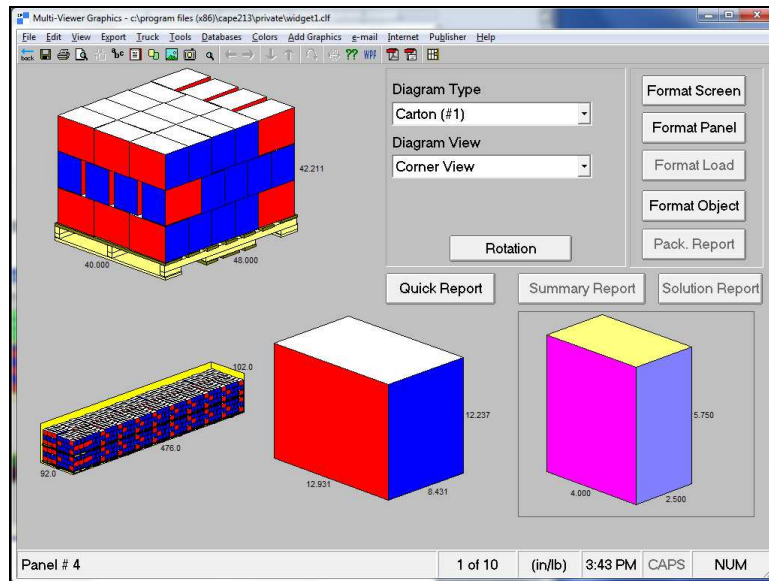 Multi-Viewer Graphics - c:\program files (x86)\cape213\private\widget1.clf
File Edit View Export Truck Tools Databases Colors Add Graphics e-mail Internet Publisher Help
back ?? WPF
Diagram Type
Carton (#1)
Diagram View
Corner View
Rotation
Format Screen
Format Panel
Format Load
Format Object
Pack. Report
Quick Report Summary Report Solution Report
42.211
40.000 48.000
102.0
476.0
92.0
12.237
12.931 8.431
5.750
4.000 2.500
Panel # 4 1 of 10 (in/lb) 3:43 PM CAPS NUM